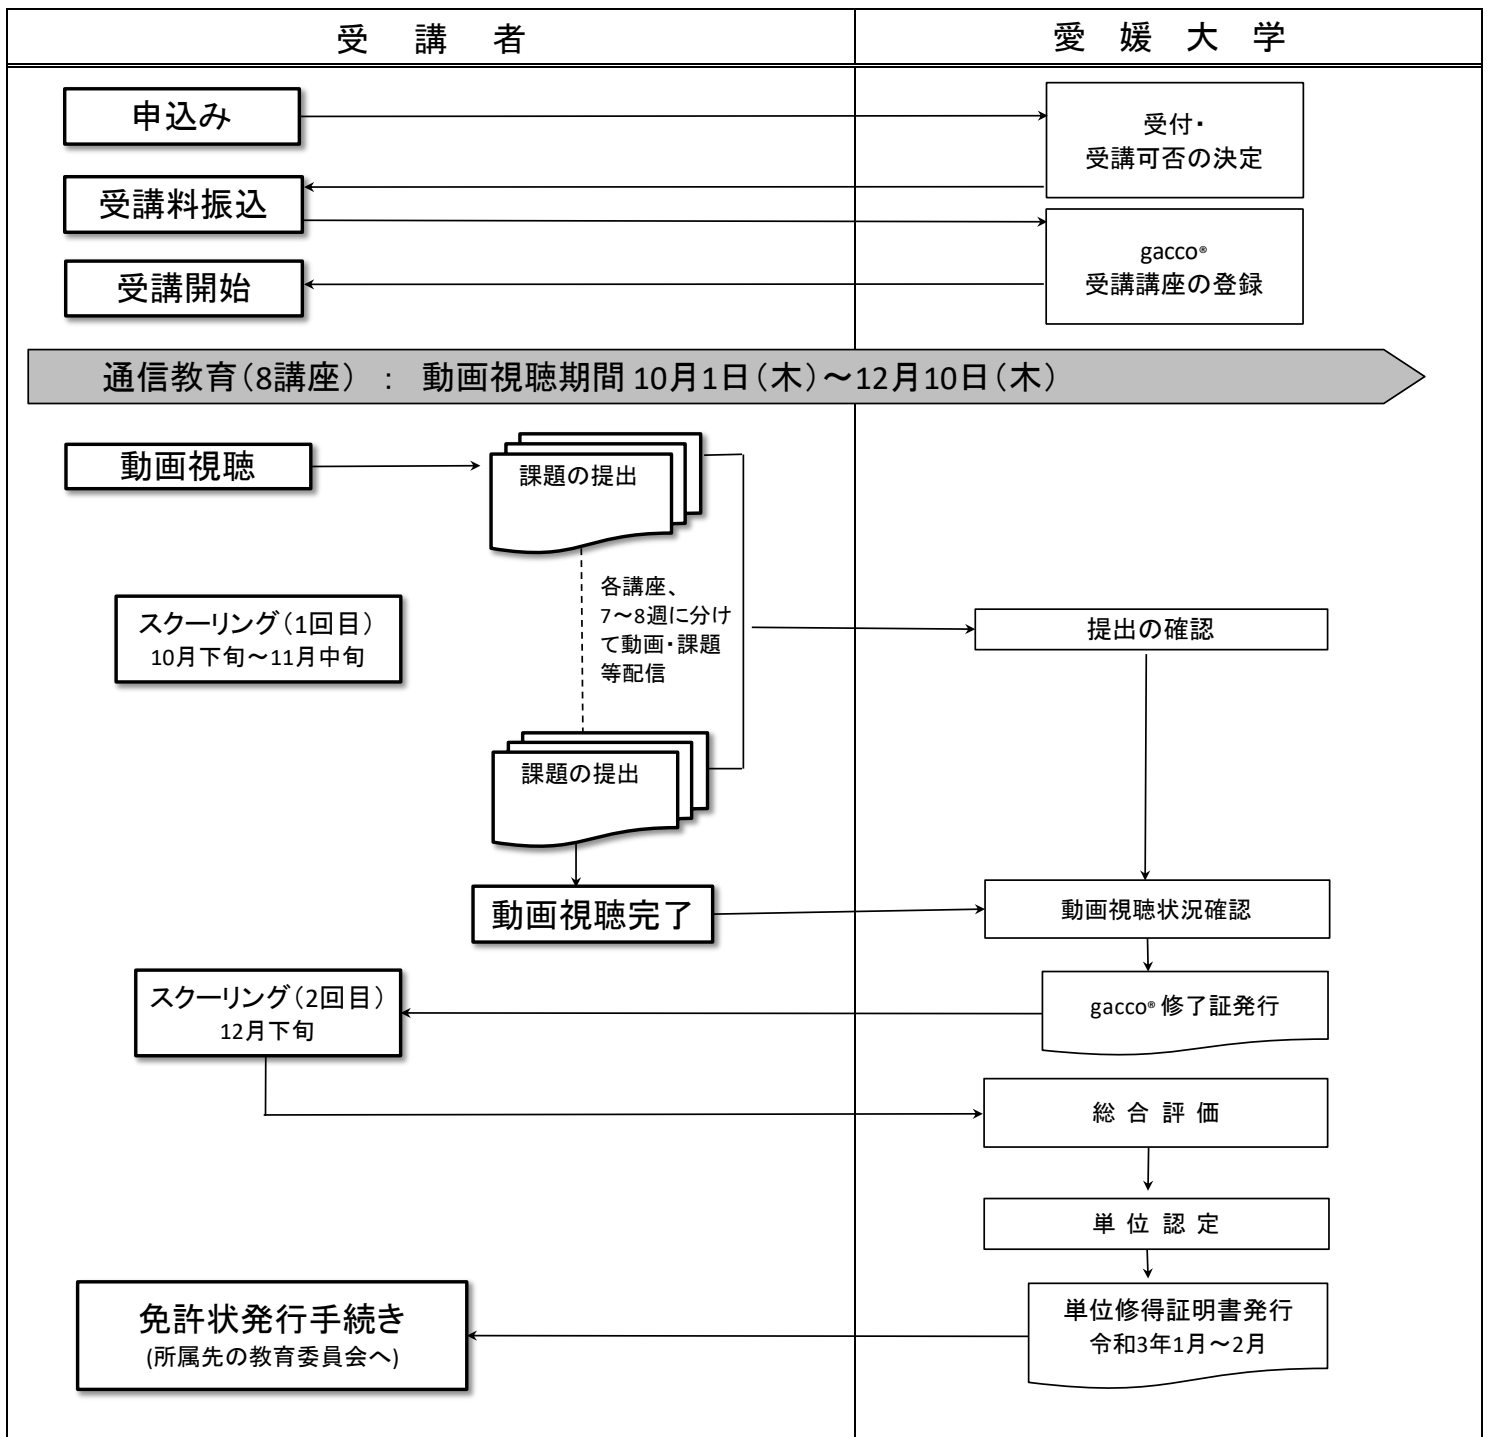 受 講 者
愛 媛 大 学
申込み
受付・
受講可否の決定
受講料振込
gacco®
受講講座の登録
受講開始
通信教育(8講座) : 動画視聴期間 10月1日(木)~12月10日(木)
動画視聴
課題の提出
各講座、
7~8週に分け
て動画・課題
等配信
スクーリング(1回目)
10月下旬~11月中旬
提出の確認
課題の提出
動画視聴完了
動画視聴状況確認
スクーリング(2回目)
12月下旬
gacco® 修了証発行
総 合 評 価
単 位 認 定
免許状発行手続き
(所属先の教育委員会へ)
単位修得証明書発行
令和3年1月~2月